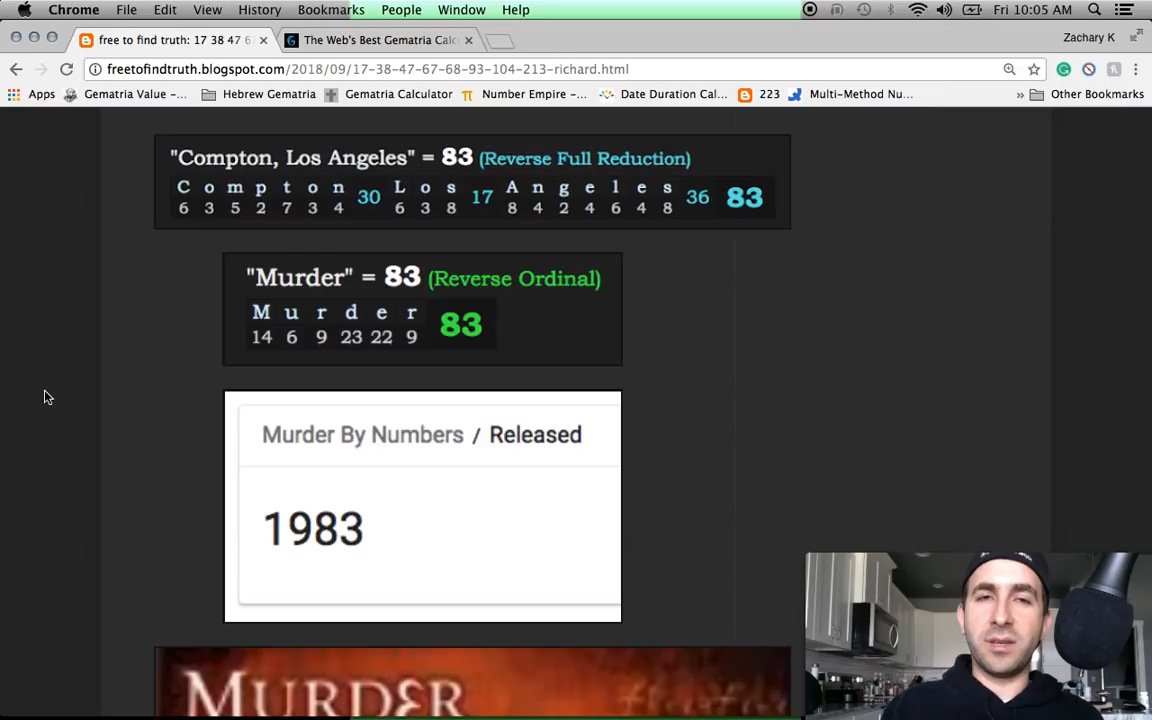 Chrome File Edit View History Bookmarks People Window Help Fri 10:05 AM
free to find truth: 17 38 47 6 The Web's Best Gematria Calc Zachary K
freetofindtruth.blogspot.com/2018/09/17-38-47-67-68-93-104-213-richard.html
Apps Gematria Value -... Hebrew Gematria Gematria Calculator Number Empire -... Date Duration Cal... 223 Multi-Method Nu... » Other Bookmarks
"Compton, Los Angeles" = 83 (Reverse Full Reduction)
C o m p t o n 30 L o s 17 A n g e l e s 36 83
6 3 5 2 7 3 4 6 3 8 8 4 2 4 6 4 8
"Murder" = 83 (Reverse Ordinal)
M u r d e r 83
14 6 9 23 22 9
Murder By Numbers / Released
1983
MURDER